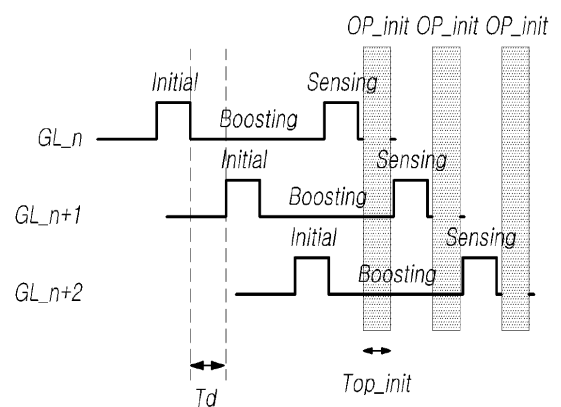 OP_init OP_init OP_init
Initial Sensing
GL_n Boosting
Initial Sensing
GL_n+1 Boosting
Initial Sensing
GL_n+2 Boosting
Td Top_init